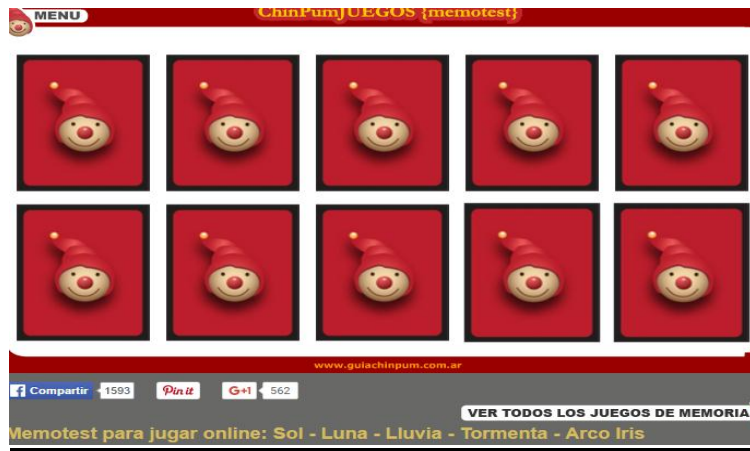 MENU
ChinPumJUEGOS {memotest}
www.guiachinpum.com.ar
f Compartir 1593 Pin it G+1 562
VER TODOS LOS JUEGOS DE MEMORIA
Memotest para jugar online: Sol - Luna - Lluvia - Tormenta - Arco Iris